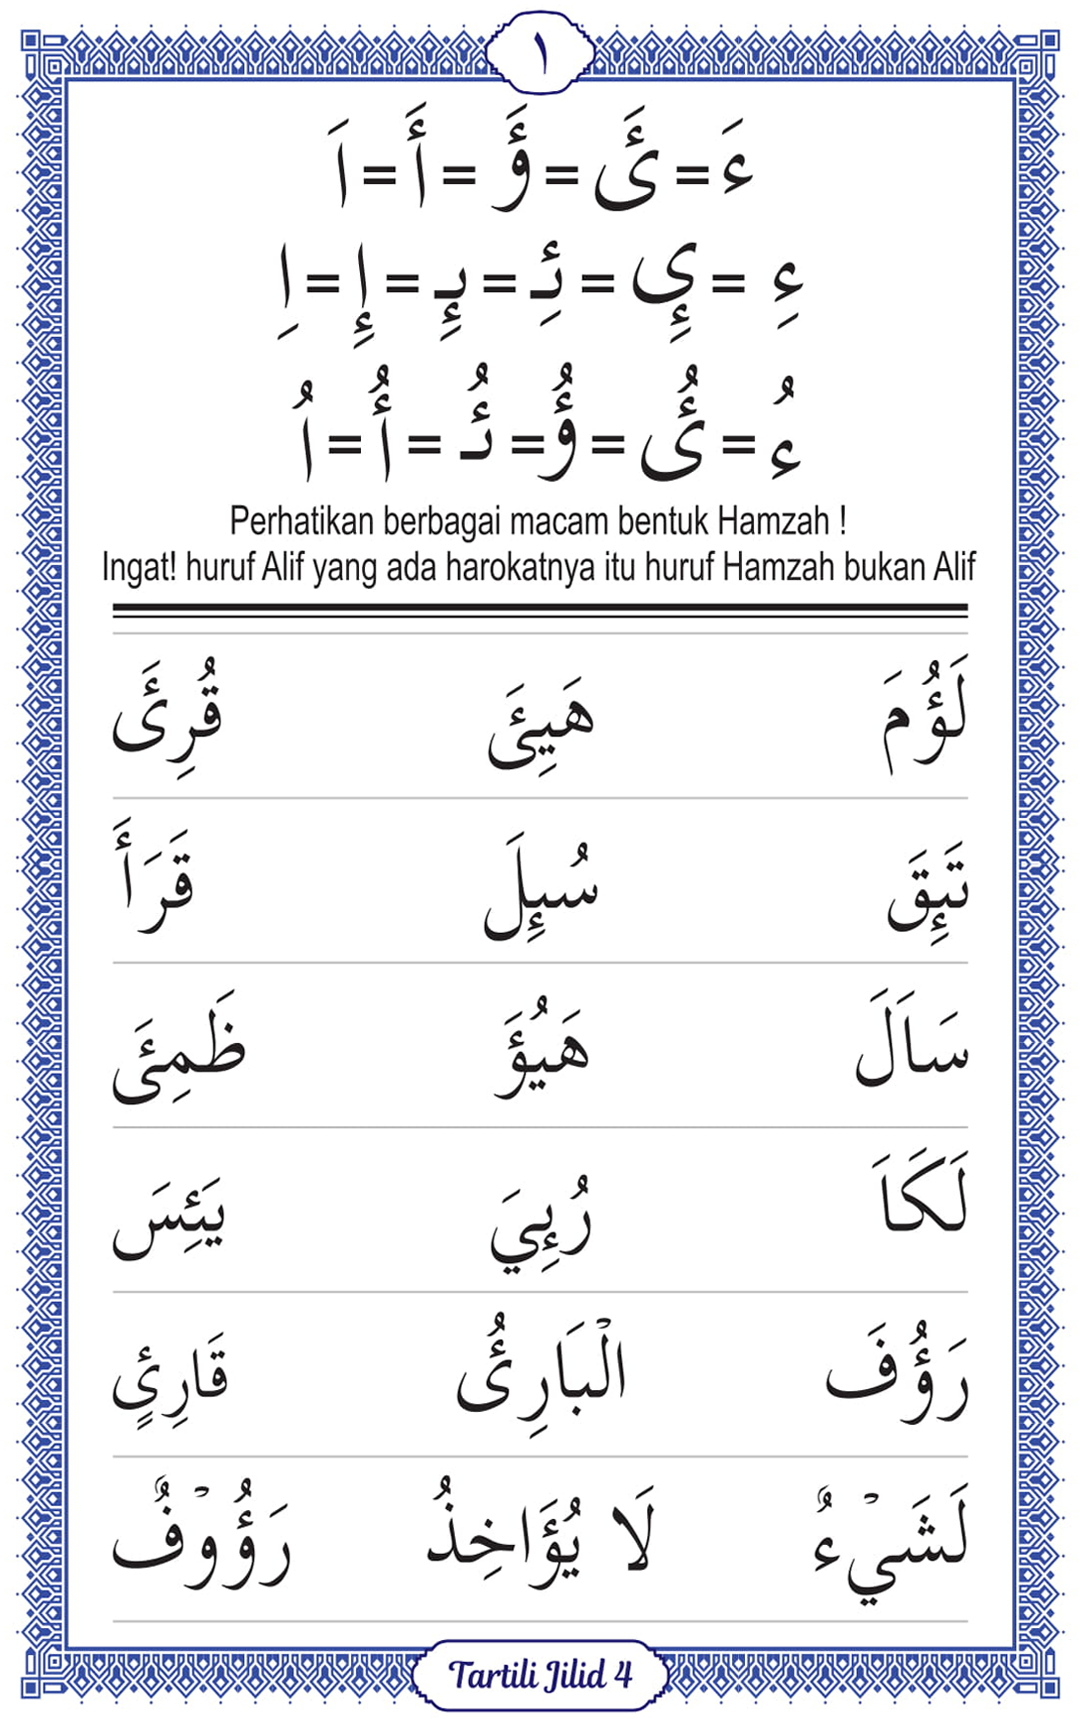 ١
ءَ = ئَ = ؤَ = أَ = اَ
ءِ = ئِ = ئِـ = ـئِـ = إِ = اِ
ءُ = ئُ = ؤُ = ئُـ = أُ = اُ
Perhatikan berbagai macam bentuk Hamzah !
Ingat! huruf Alif yang ada harokatnya itu huruf Hamzah bukan Alif
لَؤُمَ هَيِئَ قُرِئَ
تَئِقَ سُئِلَ قَرَأَ
سَاَلَ هَيُؤَ ظَمِئَ
لَكَاَ رُئِيَ يَئِسَ
رَؤُفَ الْبَارِئُ قَارِئٍ
لَشَيْءٌ لَا يُؤَاخِذُ رَؤُوْفٌ
Tartili Jilid 4